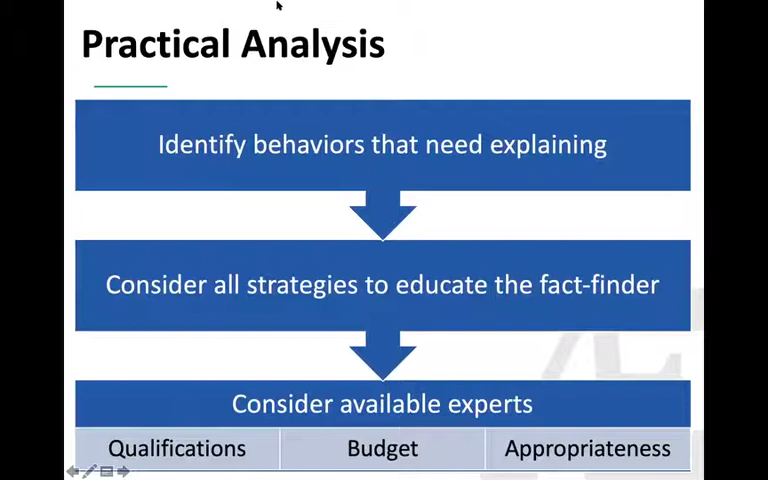 Practical Analysis
Identify behaviors that need explaining
Consider all strategies to educate the fact-finder
Consider available experts
Qualifications
Budget
Appropriateness